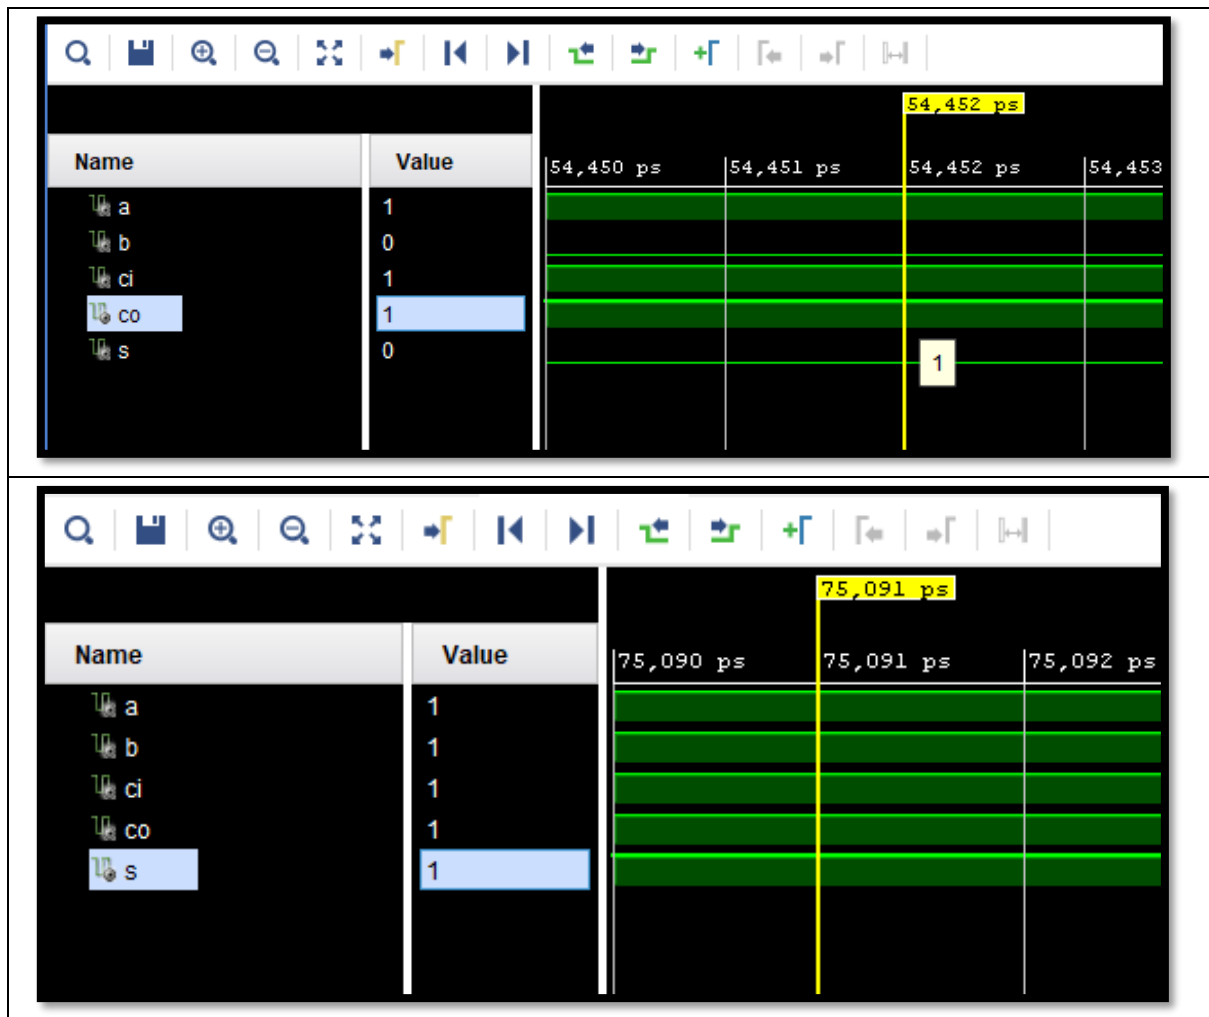 54,452 ps
Name Value 54,450 ps 54,451 ps 54,452 ps 54,453
a 1
b 0
ci 1
co 1
s 0 1
75,091 ps
Name Value 75,090 ps 75,091 ps 75,092 ps
a 1
b 1
ci 1
co 1
s 1